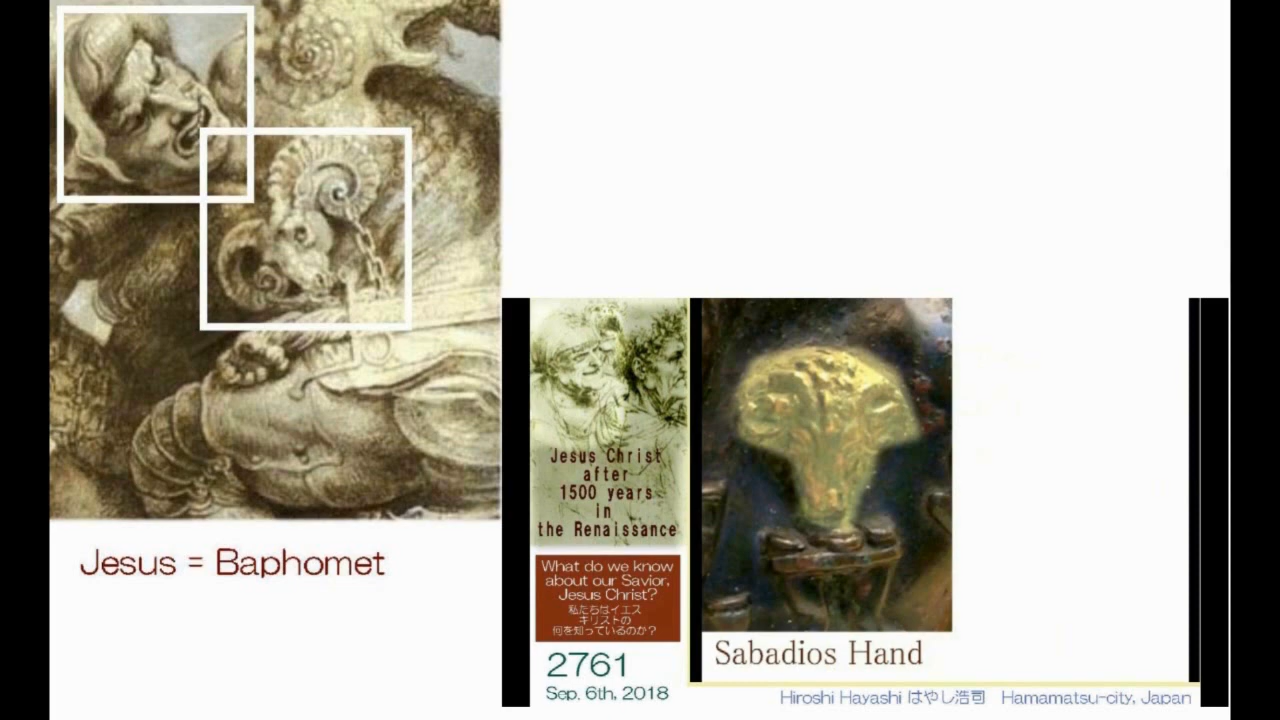 Jesus = Baphomet
Jesus Christ
after
1500 years
in
the Renaissance
What do we know
about our Savior,
Jesus Christ?
私たちはイエス
キリストの
何を知っているのか？
2761
Sep. 6th, 2018
Sabadios Hand
Hiroshi Hayashi はやし浩司 Hamamatsu-city, Japan